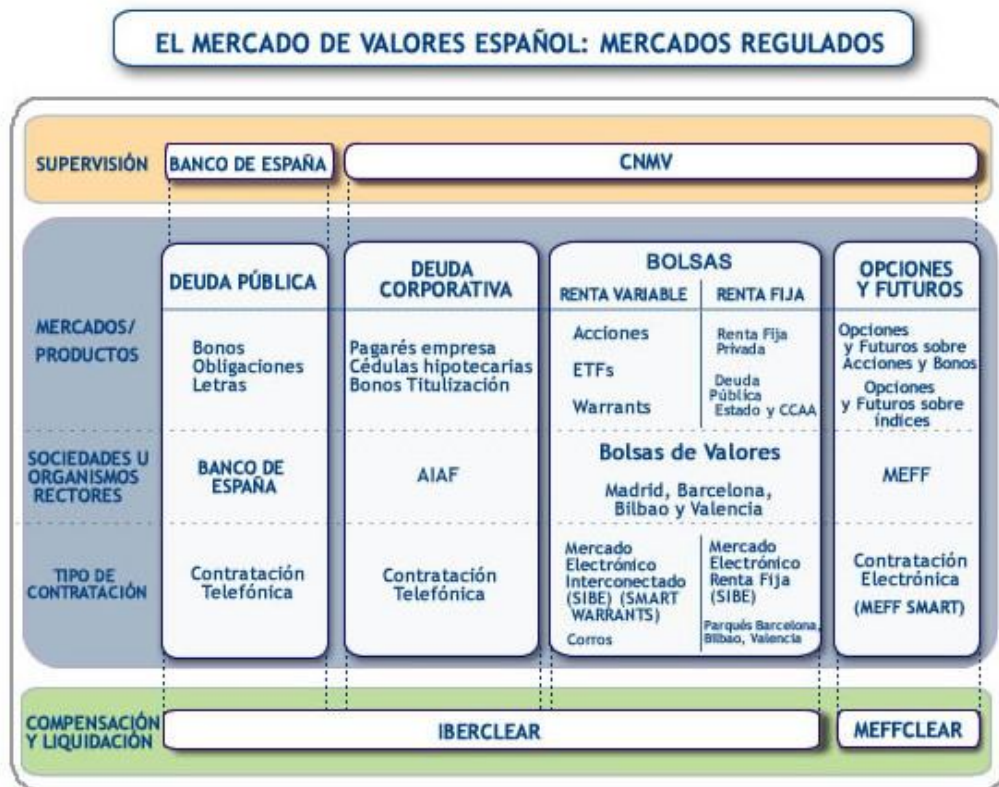 EL MERCADO DE VALORES ESPAÑOL: MERCADOS REGULADOS
SUPERVISIÓN
BANCO DE ESPAÑA
CNMV
MERCADOS/
PRODUCTOS
DEUDA PÚBLICA
Bonos
Obligaciones
Letras
DEUDA
CORPORATIVA
Pagarés empresa
Cédulas hipotecarias
Bonos Titulización
BOLSAS
RENTA VARIABLE
Acciones
ETFs
Warrants
RENTA FIJA
Renta Fija
Privada
Deuda
Pública
Estado y CCAA
OPCIONES
Y FUTUROS
Opciones
y Futuros sobre
Acciones y Bonos
Opciones
y Futuros sobre
índices
SOCIEDADES U
ORGANISMOS
RECTORES
BANCO DE
ESPAÑA
AIAF
Bolsas de Valores
Madrid, Barcelona,
Bilbao y Valencia
MEFF
TIPO DE
CONTRATACIÓN
Contratación
Telefónica
Contratación
Telefónica
Mercado
Electrónico
Interconectado
(SIBE) (SMART
WARRANTS)
Corros
Mercado
Electrónico
Renta Fija
(SIBE)
Parqués Barcelona,
Bilbao, Valencia
Contratación
Electrónica
(MEFF SMART)
COMPENSACIÓN
Y LIQUIDACIÓN
IBERCLEAR
MEFFCLEAR